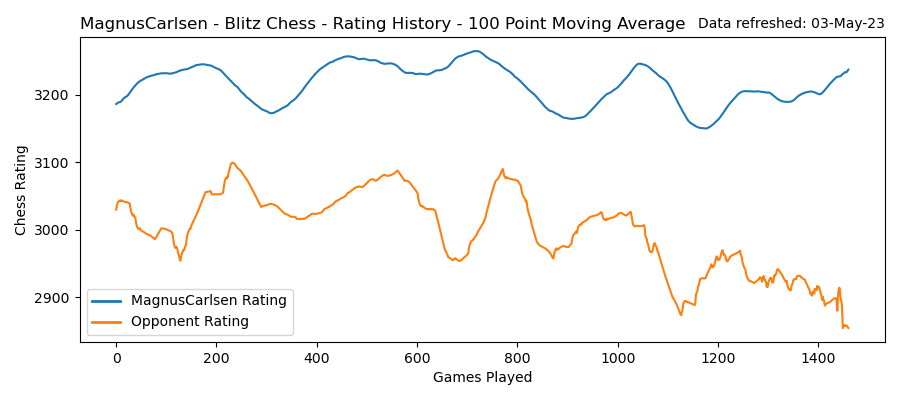 MagnusCarlsen - Blitz Chess - Rating History - 100 Point Moving Average
Data refreshed: 03-May-23
Chess Rating
3200
3100
3000
2900
MagnusCarlsen Rating
Opponent Rating
0 200 400 600 800 1000 1200 1400
Games Played